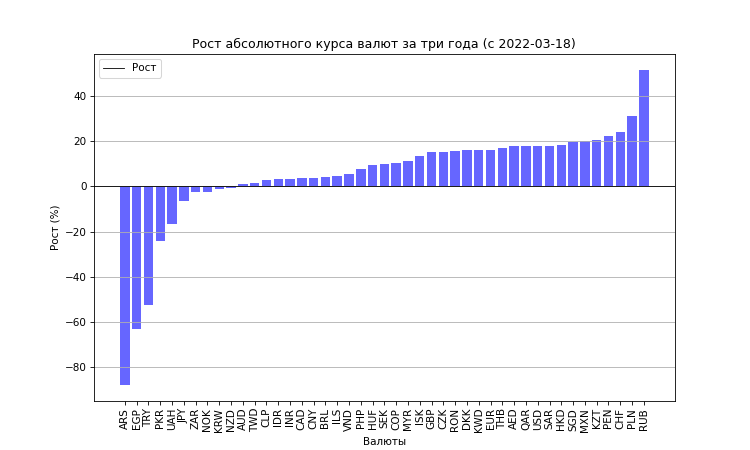 Рост абсолютного курса валют за три года (с 2022-03-18)
Рост
40
20
0
−20
−40
−60
−80
Рост (%)
ARS EGP TRY PKR UAH JPY ZAR NOK KRW NZD AUD TWD CLP IDR INR CAD CNY BRL ILS VND PHP HUF SEK COP MYR ISK GBP CZK RON DKK KWD EUR THB AED QAR USD SAR HKD SGD MXN KZT PEN CHF PLN RUB
Валюты